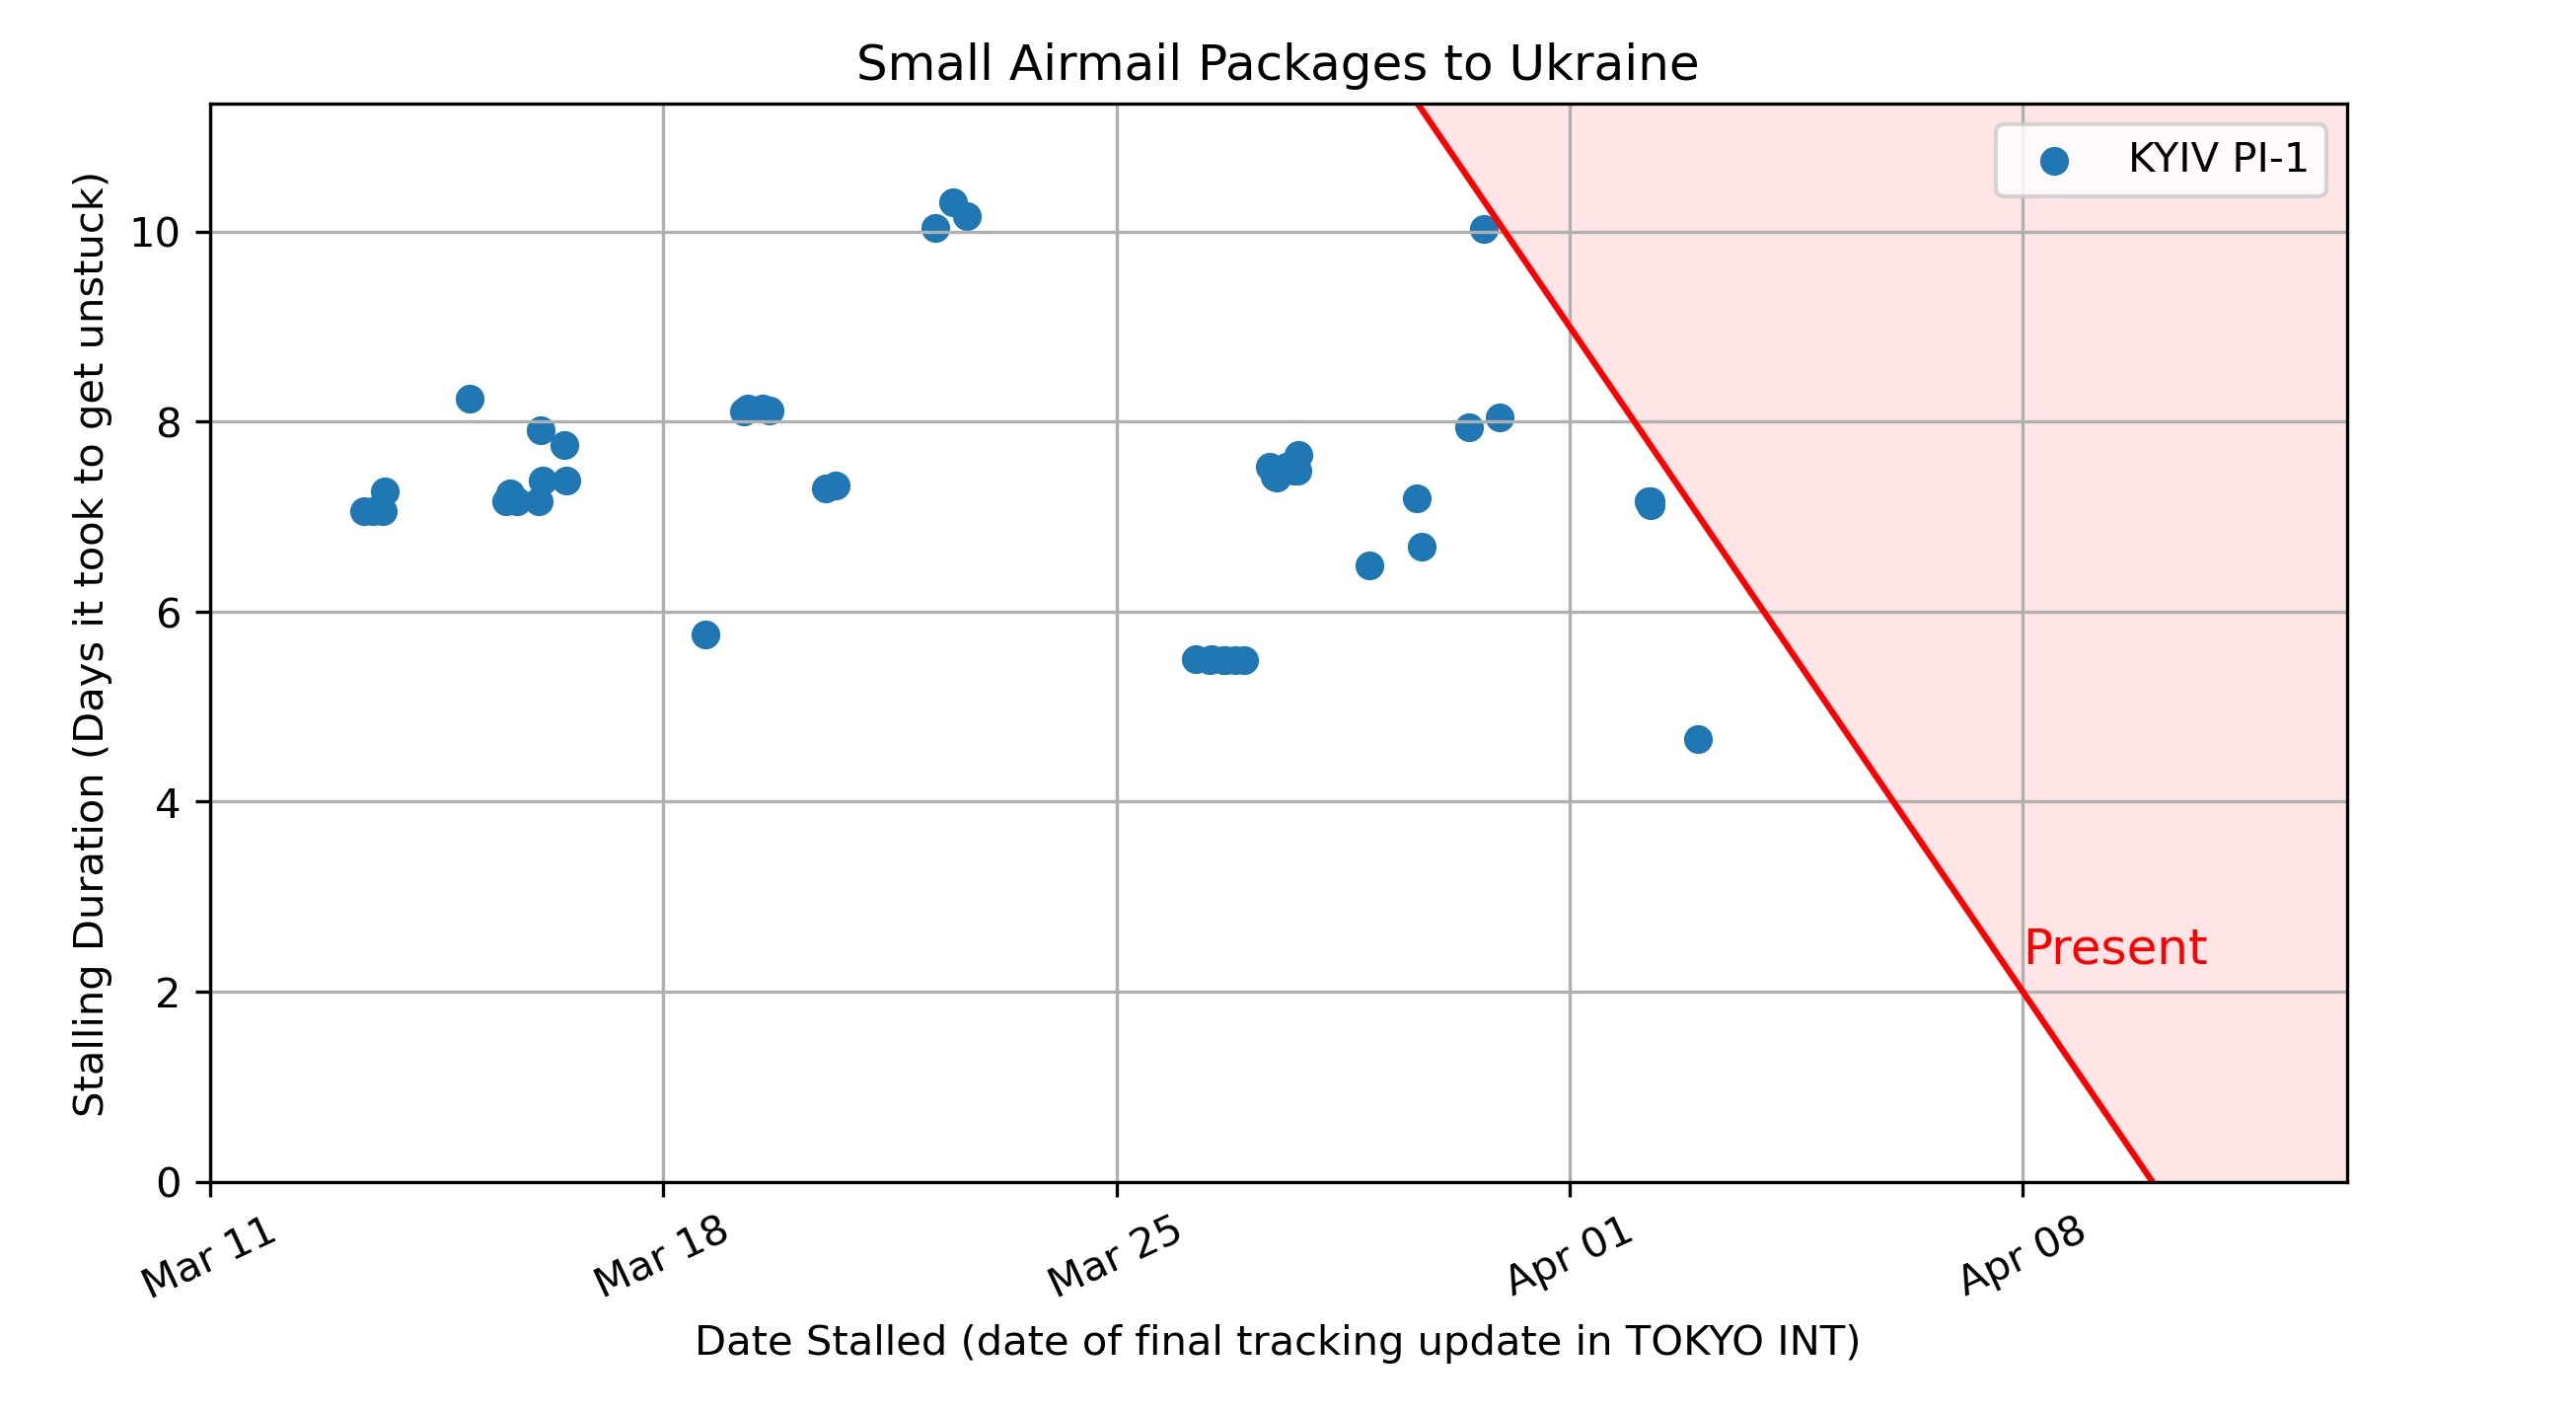 Small Airmail Packages to Ukraine
KYIV PI-1
Stalling Duration (Days it took to get unstuck)
10
8
6
4
2
0
Present
Mar 11
Mar 18
Mar 25
Apr 01
Apr 08
Date Stalled (date of final tracking update in TOKYO INT)